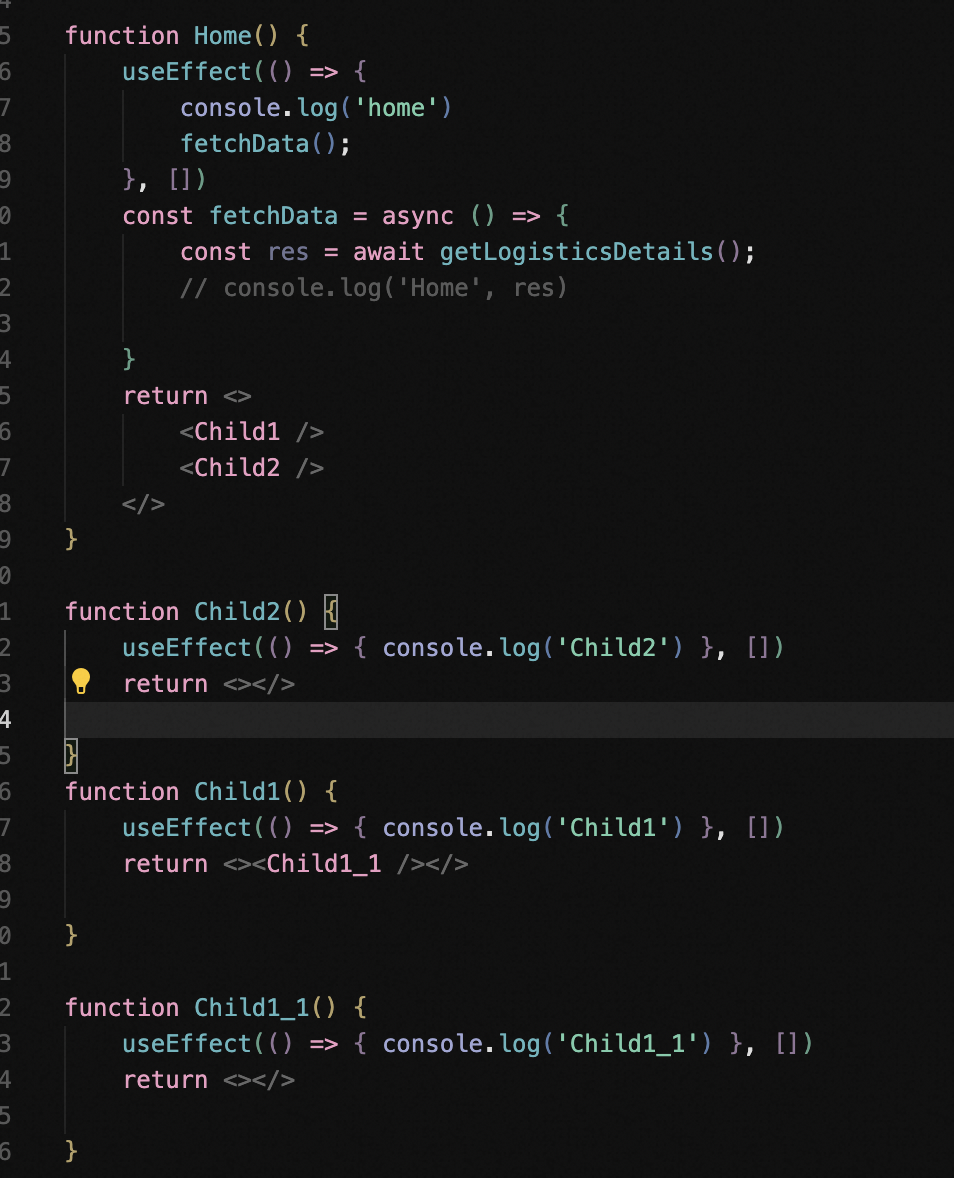 4
5 function Home() {
6 useEffect(() => {
7 console.log('home')
8 fetchData();
9 }, [])
0 const fetchData = async () => {
1 const res = await getLogisticsDetails();
2 // console.log('Home', res)
3
4 }
5 return <>
6 <Child1 />
7 <Child2 />
8 </>
9 }
0
1 function Child2() {
2 useEffect(() => { console.log('Child2') }, [])
3 return <></>
4
5 }
6 function Child1() {
7 useEffect(() => { console.log('Child1') }, [])
8 return <><Child1_1 /></>
9
0 }
1
2 function Child1_1() {
3 useEffect(() => { console.log('Child1_1') }, [])
4 return <></>
5
6 }